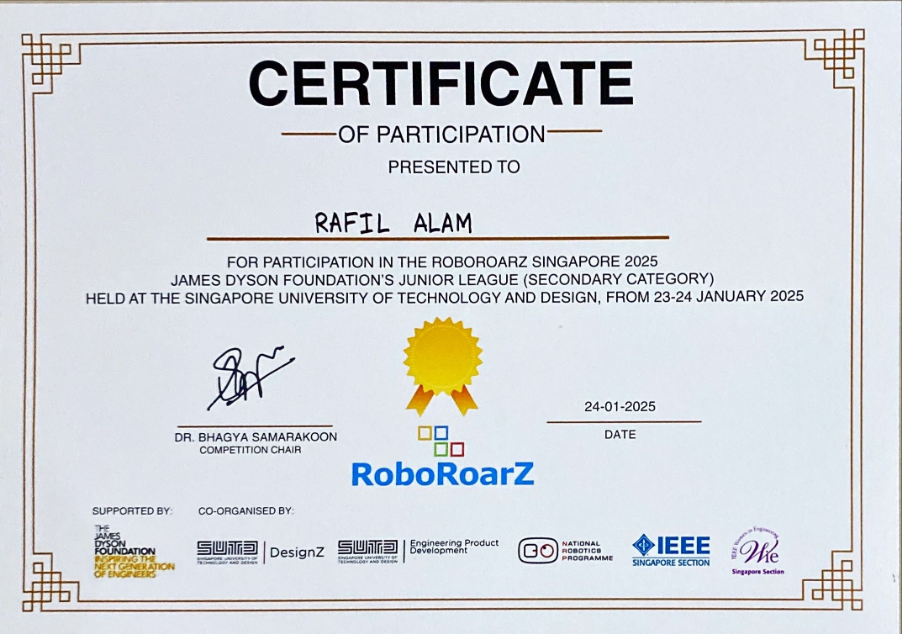 CERTIFICATE
OF PARTICIPATION
PRESENTED TO
RAFIL ALAM
FOR PARTICIPATION IN THE ROBOROARZ SINGAPORE 2025
JAMES DYSON FOUNDATION'S JUNIOR LEAGUE (SECONDARY CATEGORY)
HELD AT THE SINGAPORE UNIVERSITY OF TECHNOLOGY AND DESIGN, FROM 23-24 JANUARY 2025
24-01-2025
DR. BHAGYA SAMARAKOON
COMPETITION CHAIR
DATE
RoboRoarZ
SUPPORTED BY:
CO-ORGANISED BY:
THE
JAMES
DYSON
FOUNDATION
INSPIRING THE
NEXT GENERATION
OF ENGINEERS
SUTD
SINGAPORE UNIVERSITY OF
TECHNOLOGY AND DESIGN
DesignZ
SUTD
SINGAPORE UNIVERSITY OF
TECHNOLOGY AND DESIGN
Engineering Product
Development
NATIONAL
ROBOTICS
PROGRAMME
IEEE
SINGAPORE SECTION
IEEE Women in Engineering
Wie
Singapore Section